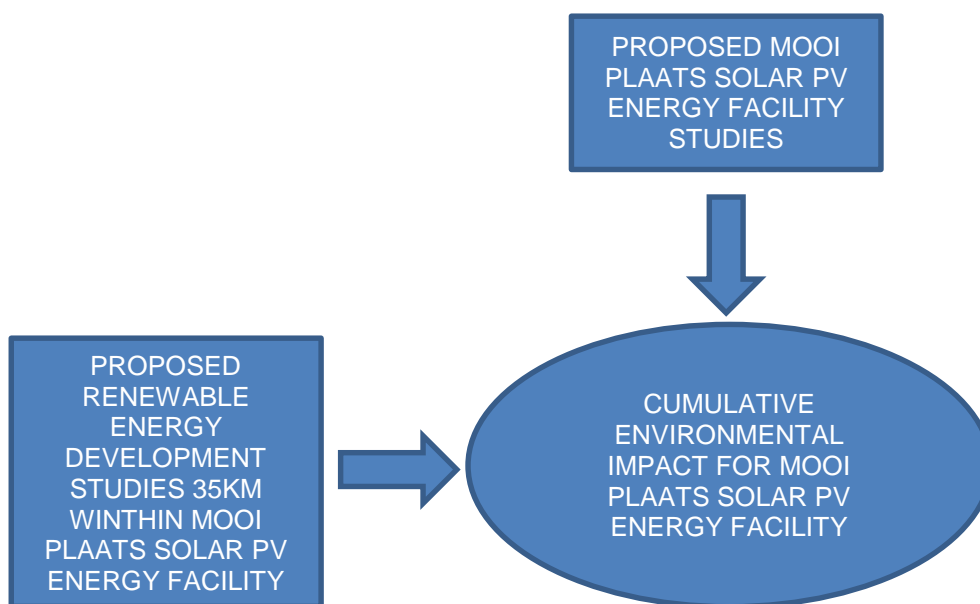 PROPOSED MOOI
PLAATS SOLAR PV
ENERGY FACILITY
STUDIES
PROPOSED
RENEWABLE
ENERGY
DEVELOPMENT
STUDIES 35KM
WINTHIN MOOI
PLAATS SOLAR PV
ENERGY FACILITY
CUMULATIVE
ENVIRONMENTAL
IMPACT FOR MOOI
PLAATS SOLAR PV
ENERGY FACILITY